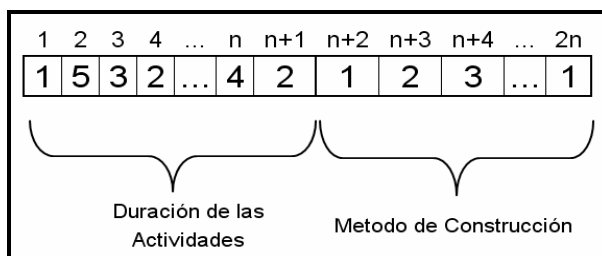 1 2 3 4 ... n n+1 n+2 n+3 n+4 ... 2n
1 5 3 2 ... 4 2 1 2 3 ... 1
Duración de las
Actividades
Metodo de Construcción